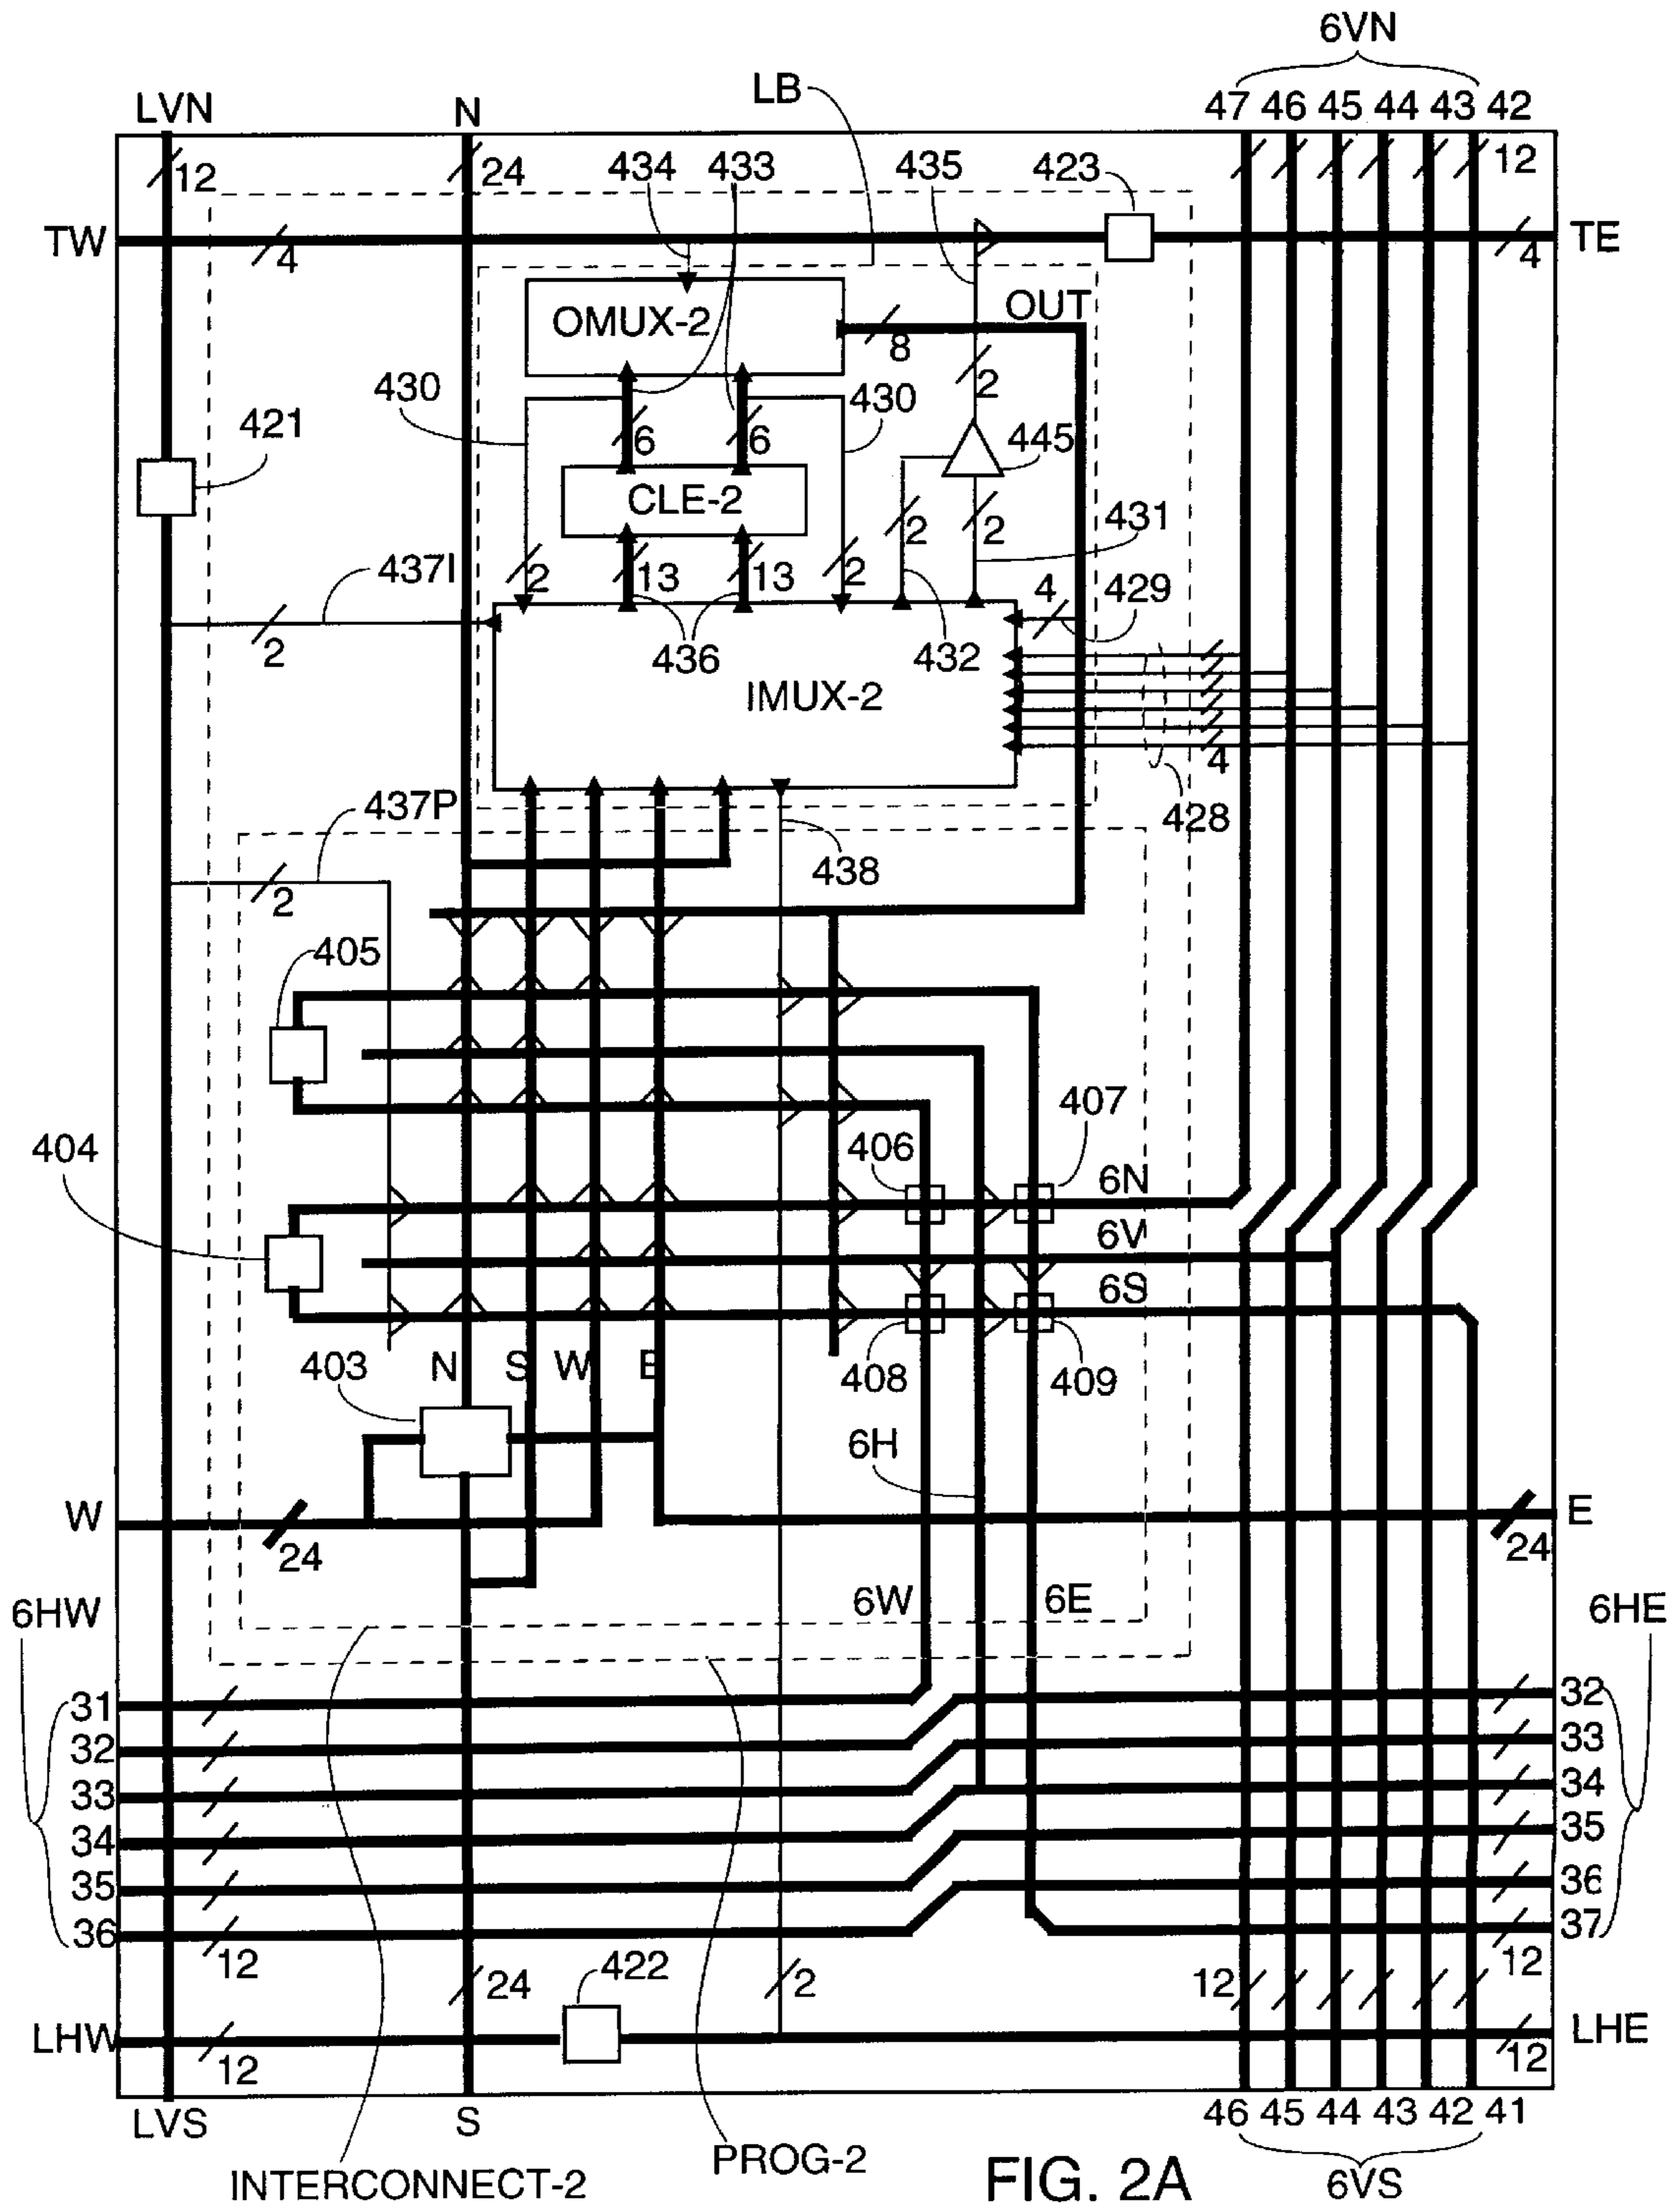 6VN
LB
LVN
N
47 46 45 44 43 42
12
24
434 433 435 423
12
TW
4
TE
4
OUT
OMUX-2
8
430
2
430
421
6
6
445
CLE-2
431
437I
2
13
13
2
2
2
4
429
2
436
432
IMUX-2
4
428
437P
438
2
405
407
404
406
6N
6V
6S
403
N
S
W
E
408
409
6H
W
E
24
24
6HW
6W
6E
6HE
31
32
32
33
33
34
34
35
35
36
36
37
12
12
422
24
2
12
LHW
LHE
12
12
LVS
S
46 45 44 43 42 41
PROG-2
INTERCONNECT-2
FIG. 2A
6VS